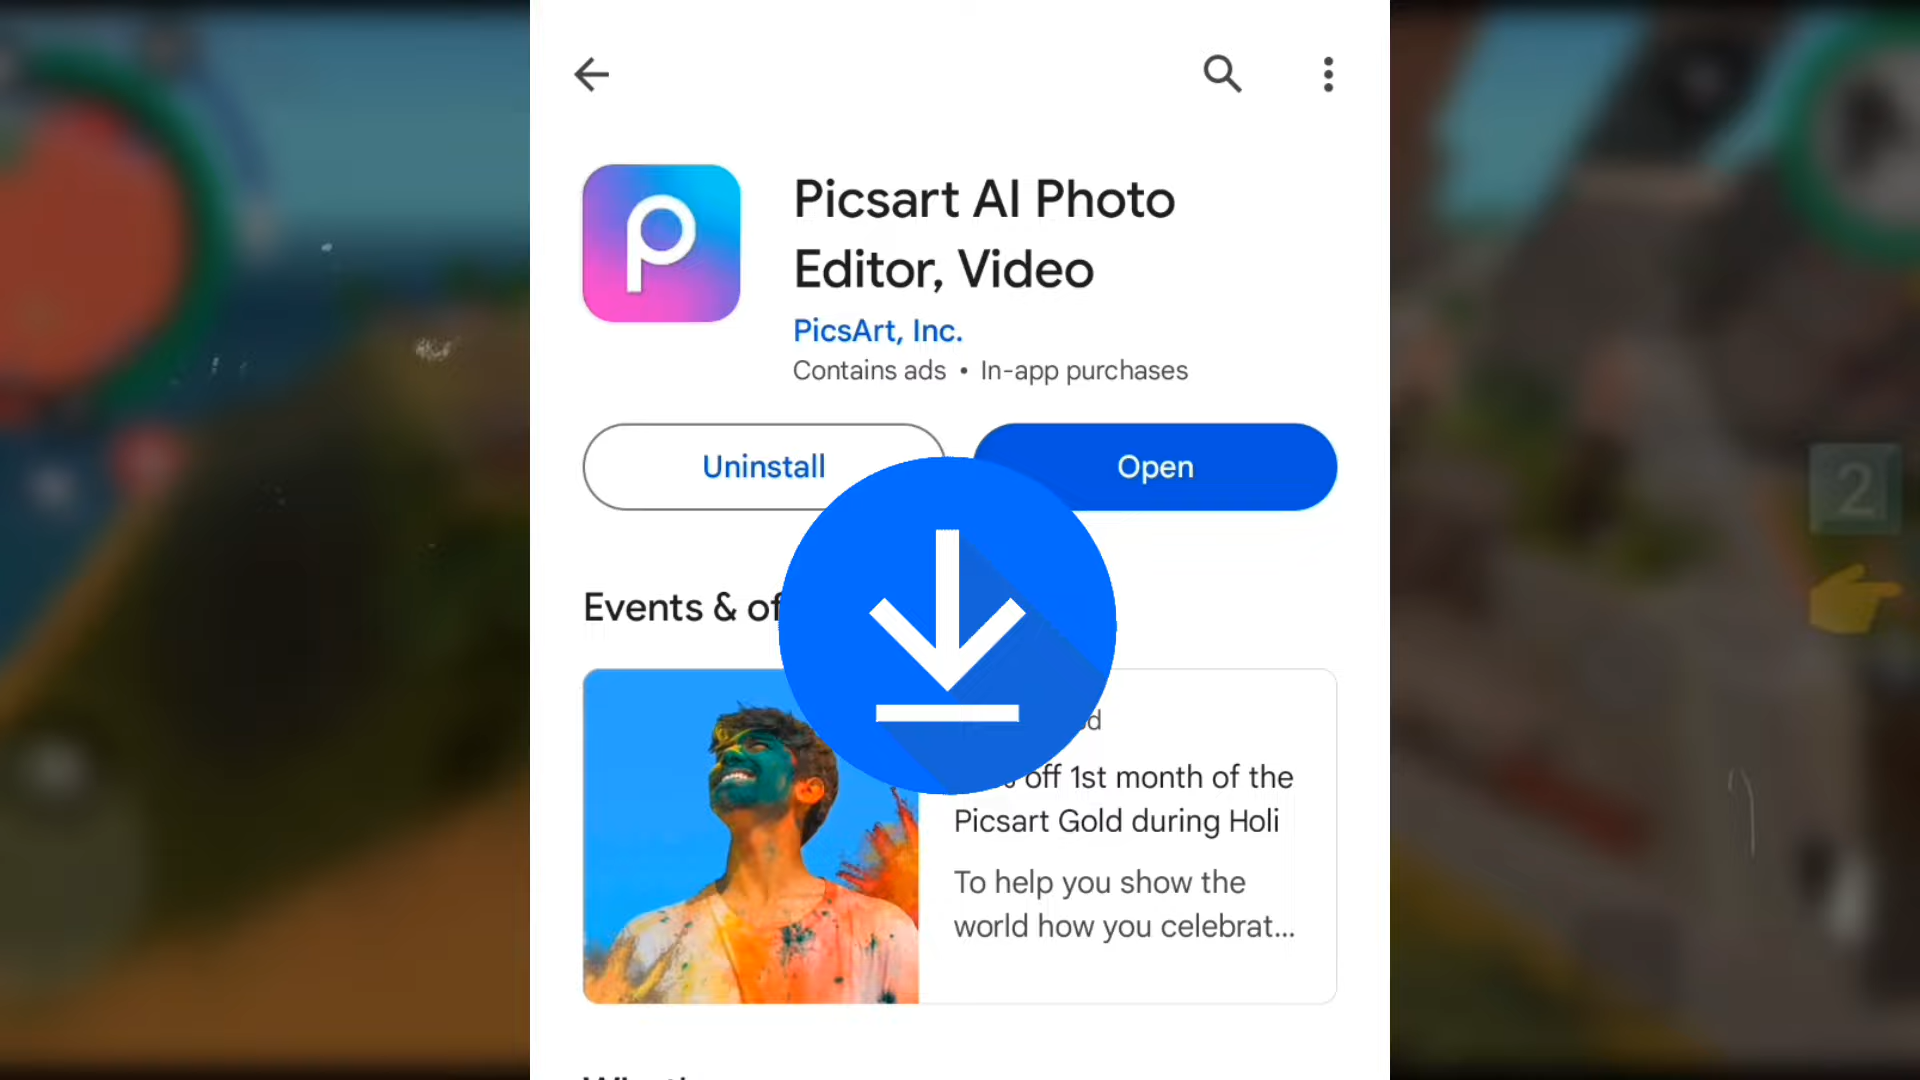 Picsart AI Photo
Editor, Video
PicsArt, Inc.
Contains ads • In-app purchases
Uninstall
Open
Events &
off 1st month of the
Picsart Gold during Holi
To help you show the
world how you celebrat...
2